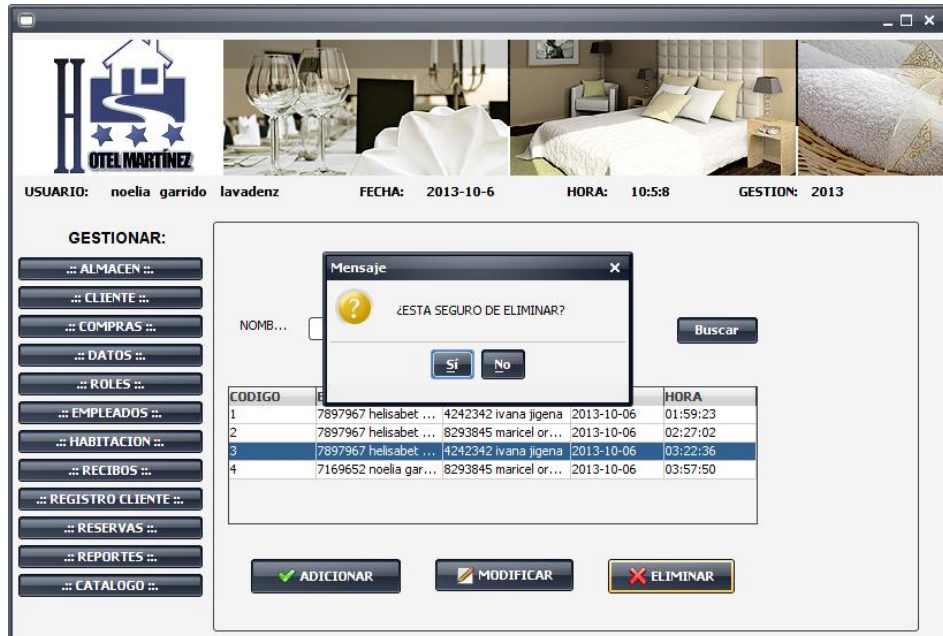 H
OTEL MARTÍNEZ
USUARIO: noelia garrido lavadenz FECHA: 2013-10-6 HORA: 10:5:8 GESTION: 2013
GESTIONAR:
.:: ALMACEN ::.
.:: CLIENTE ::.
.:: COMPRAS ::.
.:: DATOS ::.
.:: ROLES ::.
.:: EMPLEADOS ::.
.:: HABITACION ::.
.:: RECIBOS ::.
.:: REGISTRO CLIENTE ::.
.:: RESERVAS ::.
.:: REPORTES ::.
.:: CATALOGO ::.
Mensaje
¿ESTA SEGURO DE ELIMINAR?
Sí No
NOMB... Buscar
CODIGO HORA
1 7897967 helisabet ... 4242342 ivana jigena 2013-10-06 01:59:23
2 7897967 helisabet ... 8293845 maricel or... 2013-10-06 02:27:02
3 7897967 helisabet ... 4242342 ivana jigena 2013-10-06 03:22:36
4 7169652 noelia gar... 8293845 maricel or... 2013-10-06 03:57:50
ADICIONAR MODIFICAR ELIMINAR